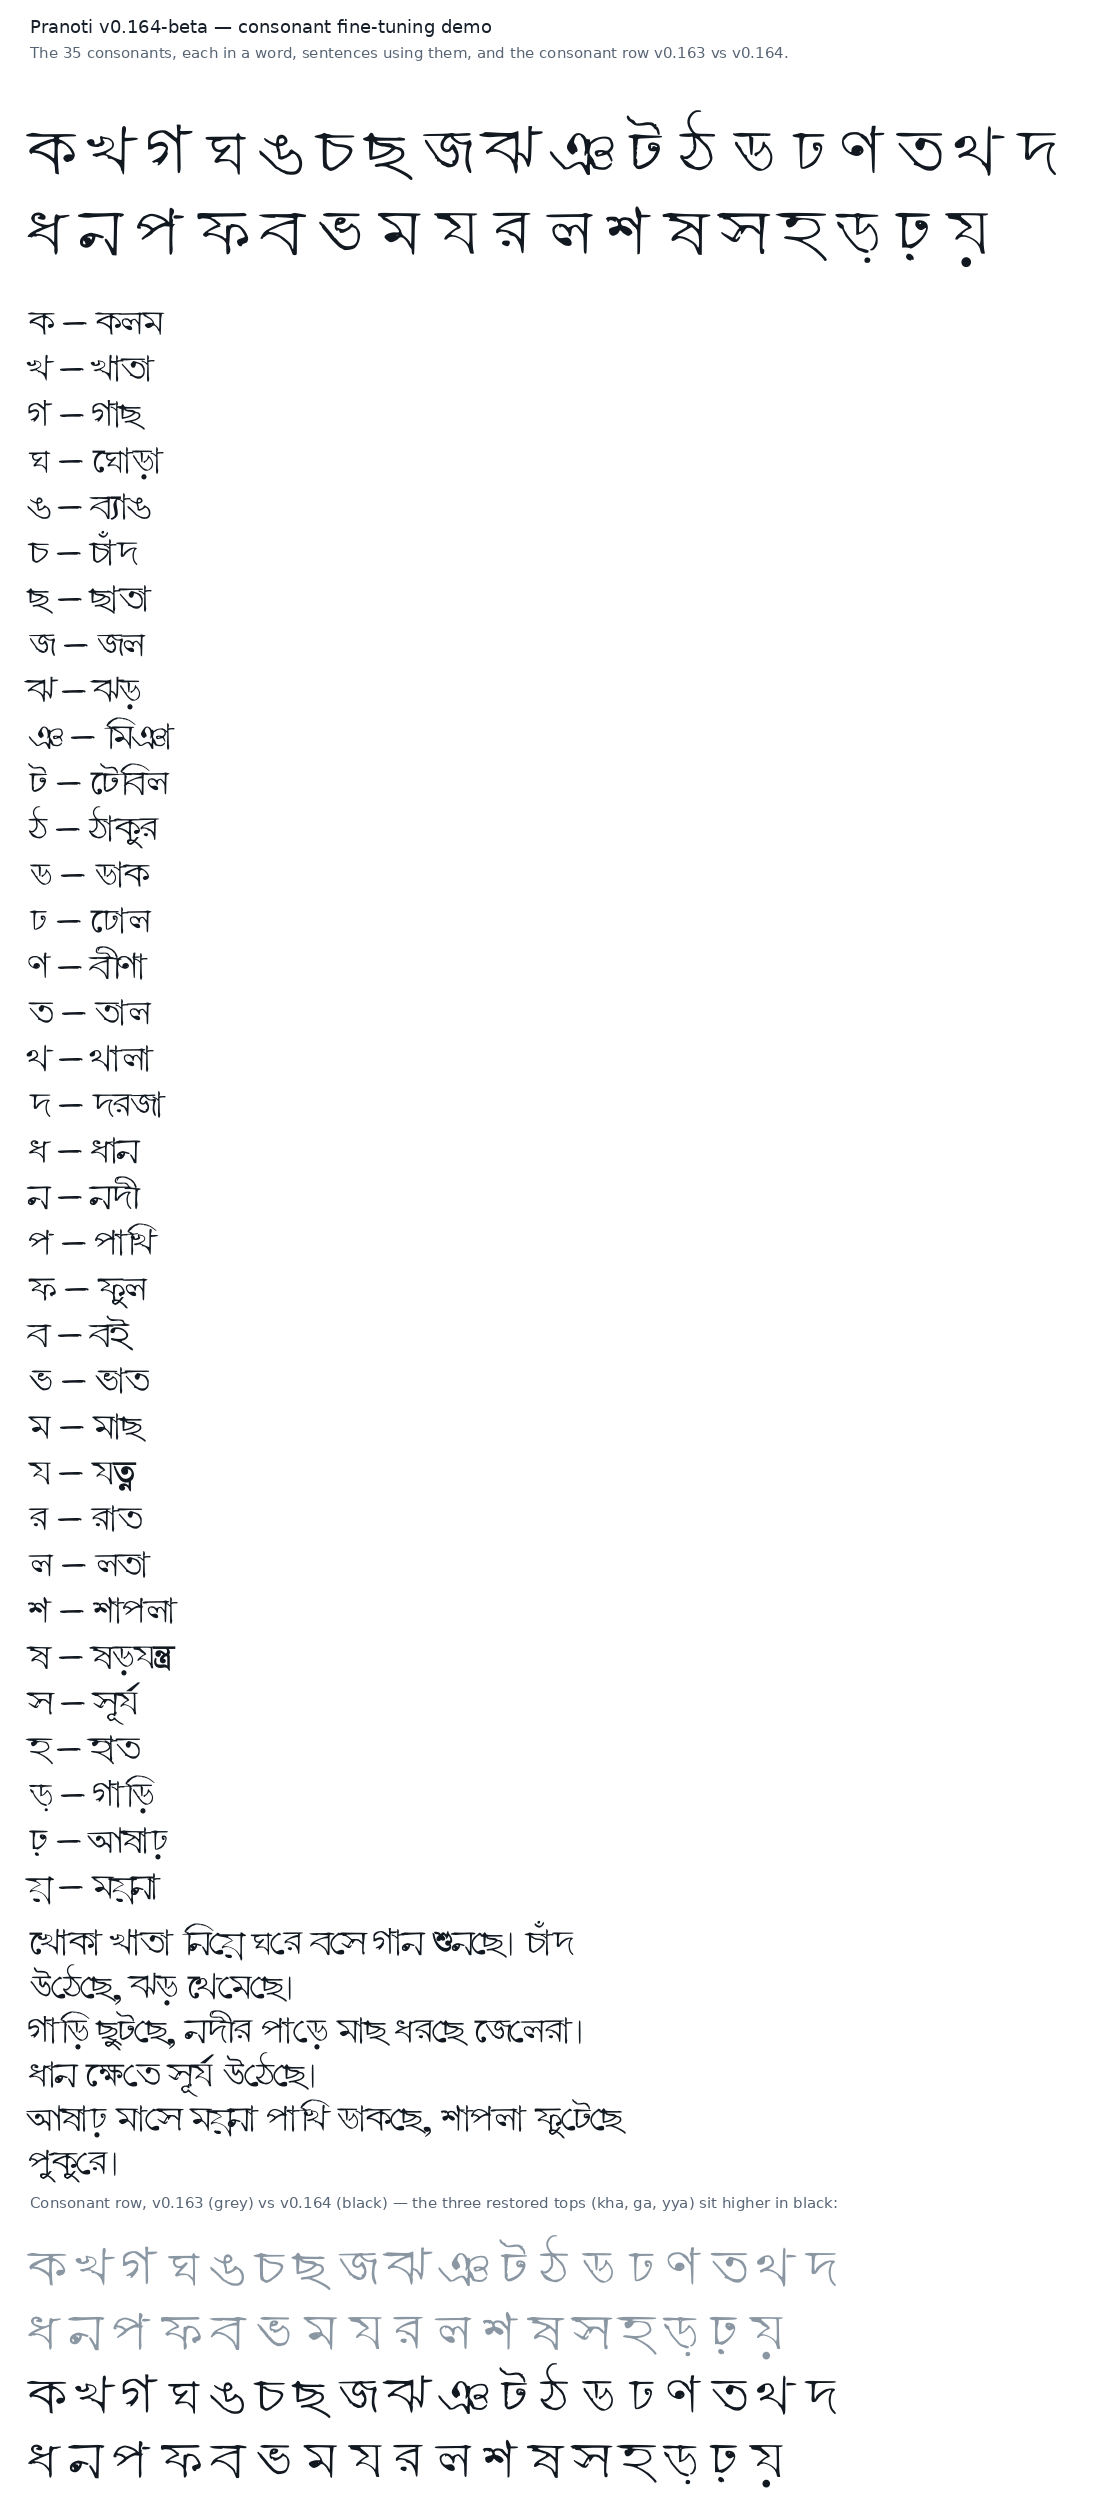 Pranoti v0.164-beta — consonant fine-tuning demo
The 35 consonants, each in a word, sentences using them, and the consonant row v0.163 vs v0.164.
ক খ গ ঘ ঙ চ ছ জ ঝ ঞ ট ঠ ড ঢ ণ ত থ দ
ধ ন প ফ ব ভ ম য র ল শ ষ স হ ড় ঢ় য়
ক – কলম
খ – খাতা
গ – গাছ
ঘ – ঘোড়া
ঙ – ব্যাঙ
চ – চাঁদ
ছ – ছাতা
জ – জল
ঝ – ঝড়
ঞ – মিঞা
ট – টেবিল
ঠ – ঠাকুর
ড – ডাক
ঢ – ঢোল
ণ – বীণা
ত – তাল
থ – থালা
দ – দরজা
ধ – ধান
ন – নদী
প – পাখি
ফ – ফুল
ব – বই
ভ – ভাত
ম – মাছ
য – যত্ন
র – রাত
ল – লতা
শ – শাপলা
ষ – ষড়যন্ত্র
স – সূর্য
হ – হাত
ড় – গাড়ি
ঢ় – আষাঢ়
য় – ময়না
খোকা খাতা নিয়ে ঘরে বসে গান শুনছে। চাঁদ
উঠেছে, ঝড় থেমেছে।
গাড়ি ছুটছে, নদীর পাড়ে মাছ ধরছে জেলেরা।
ধান ক্ষেতে সূর্য উঠেছে।
আষাঢ় মাসে ময়না পাখি ডাকছে, শাপলা ফুটেছে
পুকুরে।
Consonant row, v0.163 (grey) vs v0.164 (black) — the three restored tops (kha, ga, yya) sit higher in black:
ক খ গ ঘ ঙ চ ছ জ ঝ ঞ ট ঠ ড ঢ ণ ত থ দ
ধ ন প ফ ব ভ ম য র ল শ ষ স হ ড় ঢ় য়
ক খ গ ঘ ঙ চ ছ জ ঝ ঞ ট ঠ ড ঢ ণ ত থ দ
ধ ন প ফ ব ভ ম য র ল শ ষ স হ ড় ঢ় য়